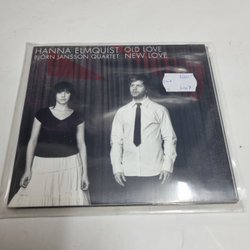 HANNA ELMQUIST OLD LOVE
BJÖRN JANSSON QUARTET NEW LOVE